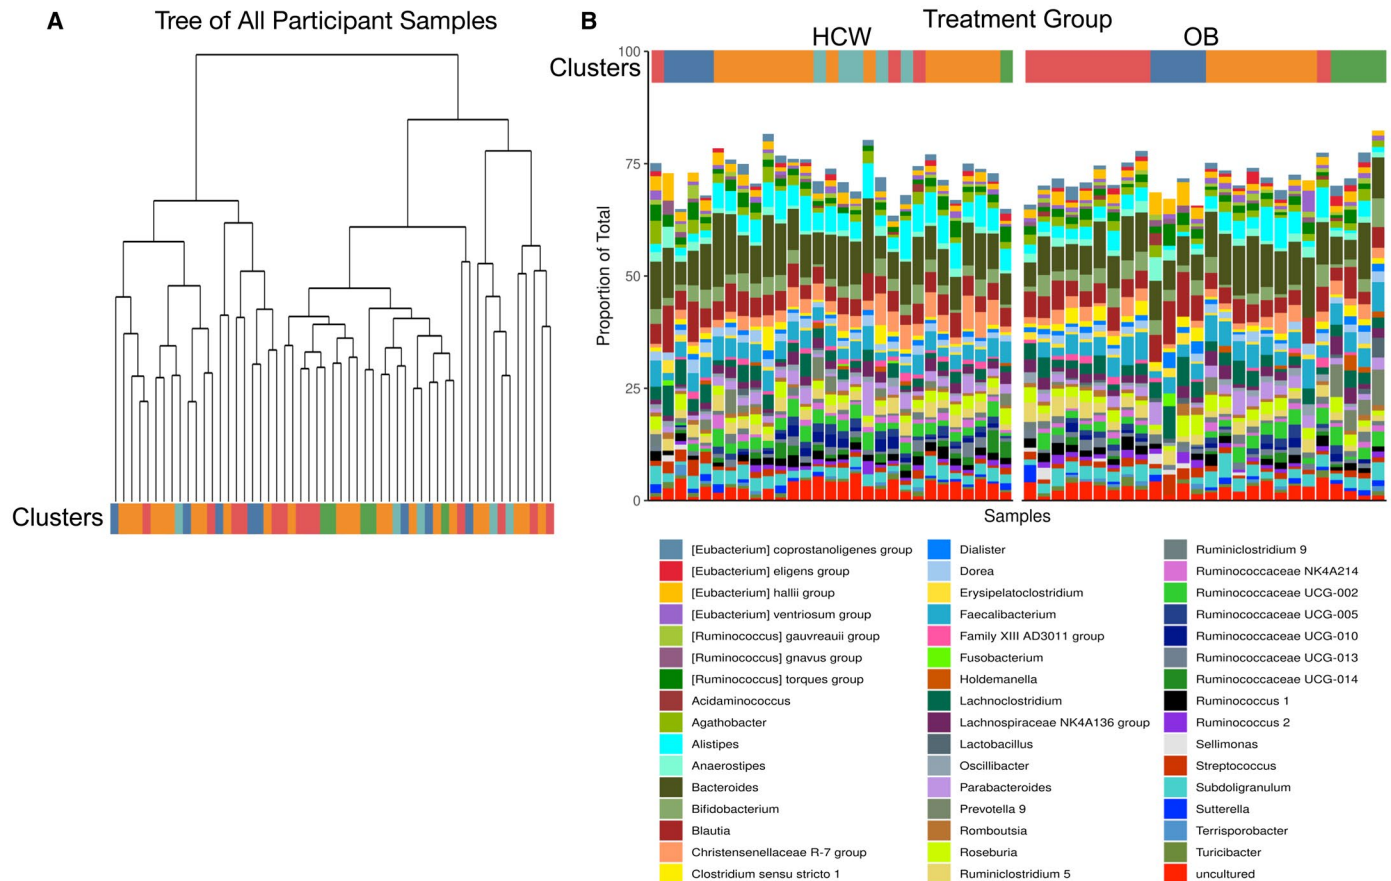 A
Tree of All Participant Samples
Clusters
B
Treatment Group
HCW
OB
Clusters
100
75
50
25
0
Proportion of Total
Samples
[Eubacterium] coprostanoligenes group
[Eubacterium] eligens group
[Eubacterium] hallii group
[Eubacterium] ventriosum group
[Ruminococcus] gauvreauii group
[Ruminococcus] gnavus group
[Ruminococcus] torques group
Acidaminococcus
Agathobacter
Alistipes
Anaerostipes
Bacteroides
Bifidobacterium
Blautia
Christensenellaceae R-7 group
Clostridium sensu stricto 1
Dialister
Dorea
Erysipelatoclostridium
Faecalibacterium
Family XIII AD3011 group
Fusobacterium
Holdemanella
Lachnoclostridium
Lachnospiraceae NK4A136 group
Lactobacillus
Oscillibacter
Parabacteroides
Prevotella 9
Romboutsia
Roseburia
Ruminiclostridium 5
Ruminiclostridium 9
Ruminococcaceae NK4A214
Ruminococcaceae UCG-002
Ruminococcaceae UCG-005
Ruminococcaceae UCG-010
Ruminococcaceae UCG-013
Ruminococcaceae UCG-014
Ruminococcus 1
Ruminococcus 2
Sellimonas
Streptococcus
Subdoligranulum
Sutterella
Terrisporobacter
Turicibacter
uncultured